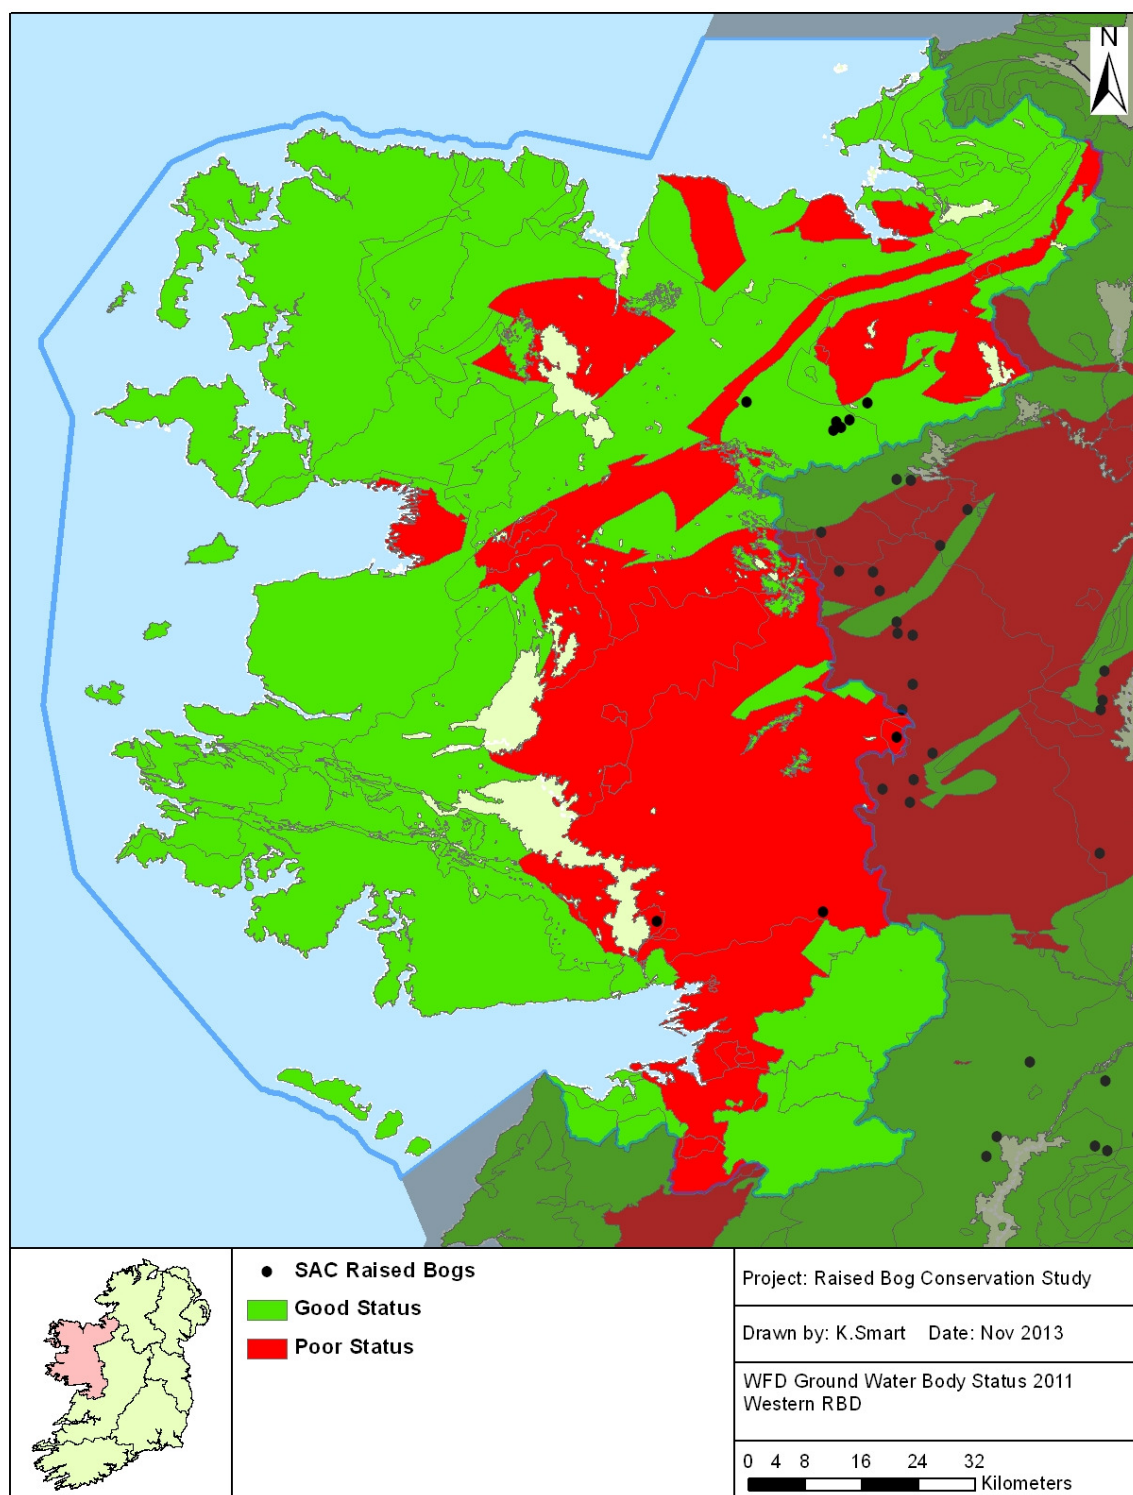 N
SAC Raised Bogs
Good Status
Poor Status
Project: Raised Bog Conservation Study
Drawn by: K.Smart Date: Nov 2013
WFD Ground Water Body Status 2011
Western RBD
0 4 8 16 24 32
Kilometers